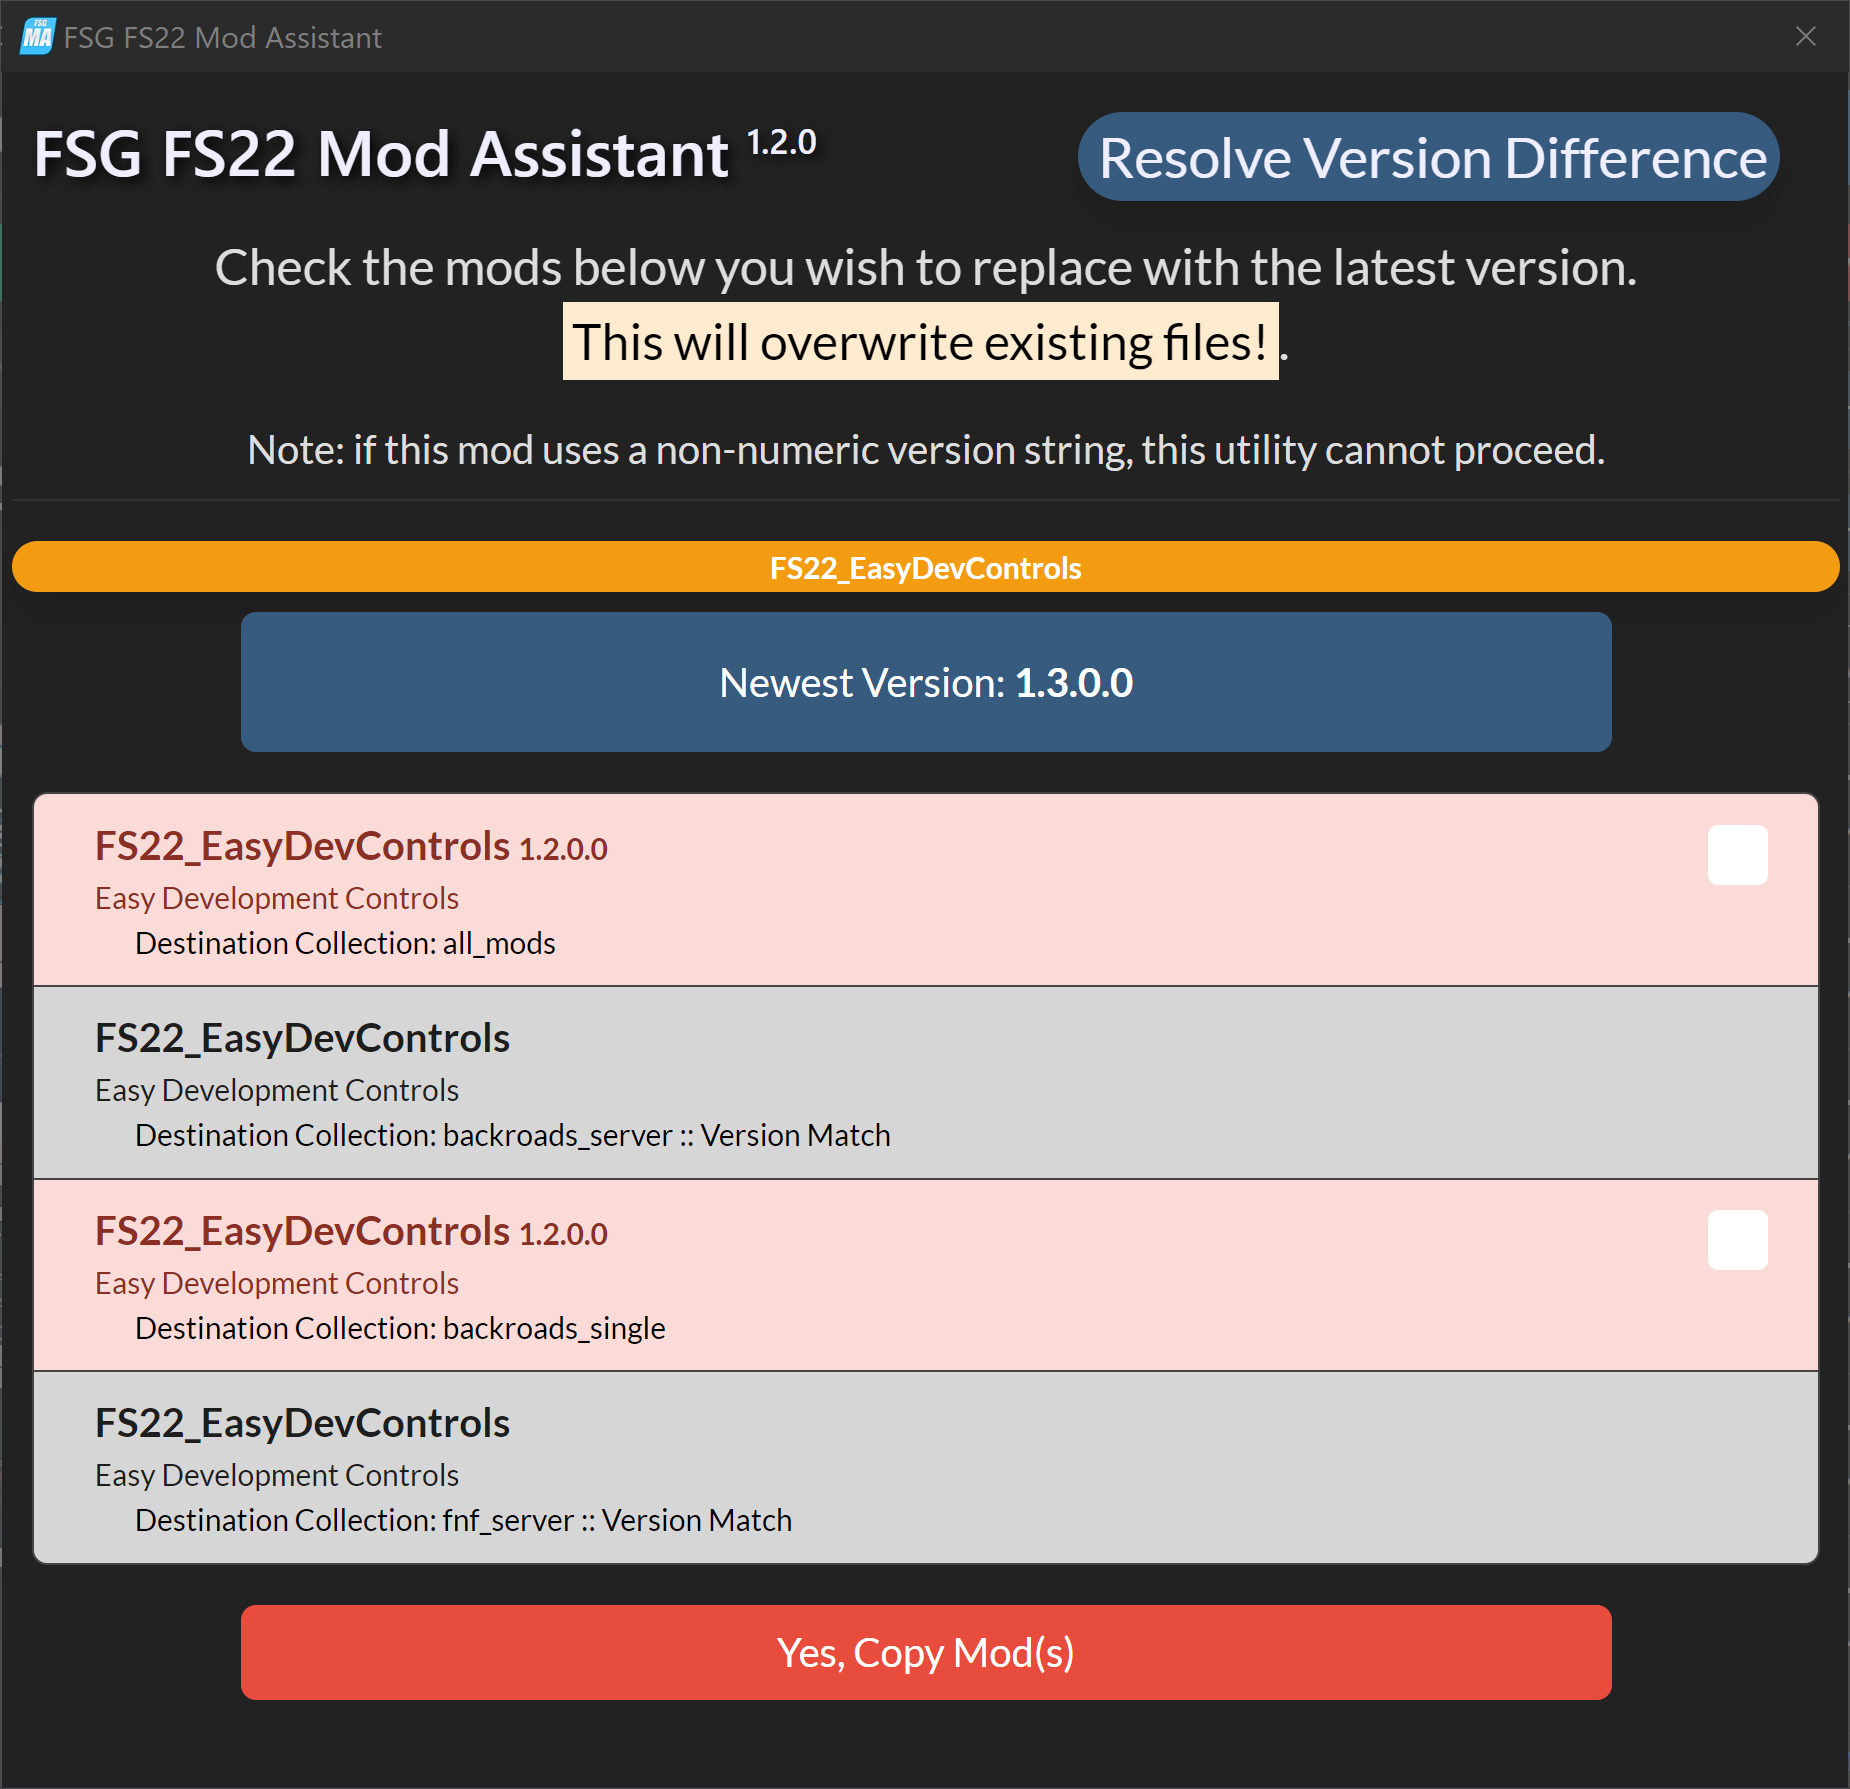 FSG MA FSG FS22 Mod Assistant
FSG FS22 Mod Assistant 1.2.0
Resolve Version Difference
Check the mods below you wish to replace with the latest version.
This will overwrite existing files! .
Note: if this mod uses a non-numeric version string, this utility cannot proceed.
FS22_EasyDevControls
Newest Version: 1.3.0.0
FS22_EasyDevControls 1.2.0.0
Easy Development Controls
Destination Collection: all_mods
FS22_EasyDevControls
Easy Development Controls
Destination Collection: backroads_server :: Version Match
FS22_EasyDevControls 1.2.0.0
Easy Development Controls
Destination Collection: backroads_single
FS22_EasyDevControls
Easy Development Controls
Destination Collection: fnf_server :: Version Match
Yes, Copy Mod(s)